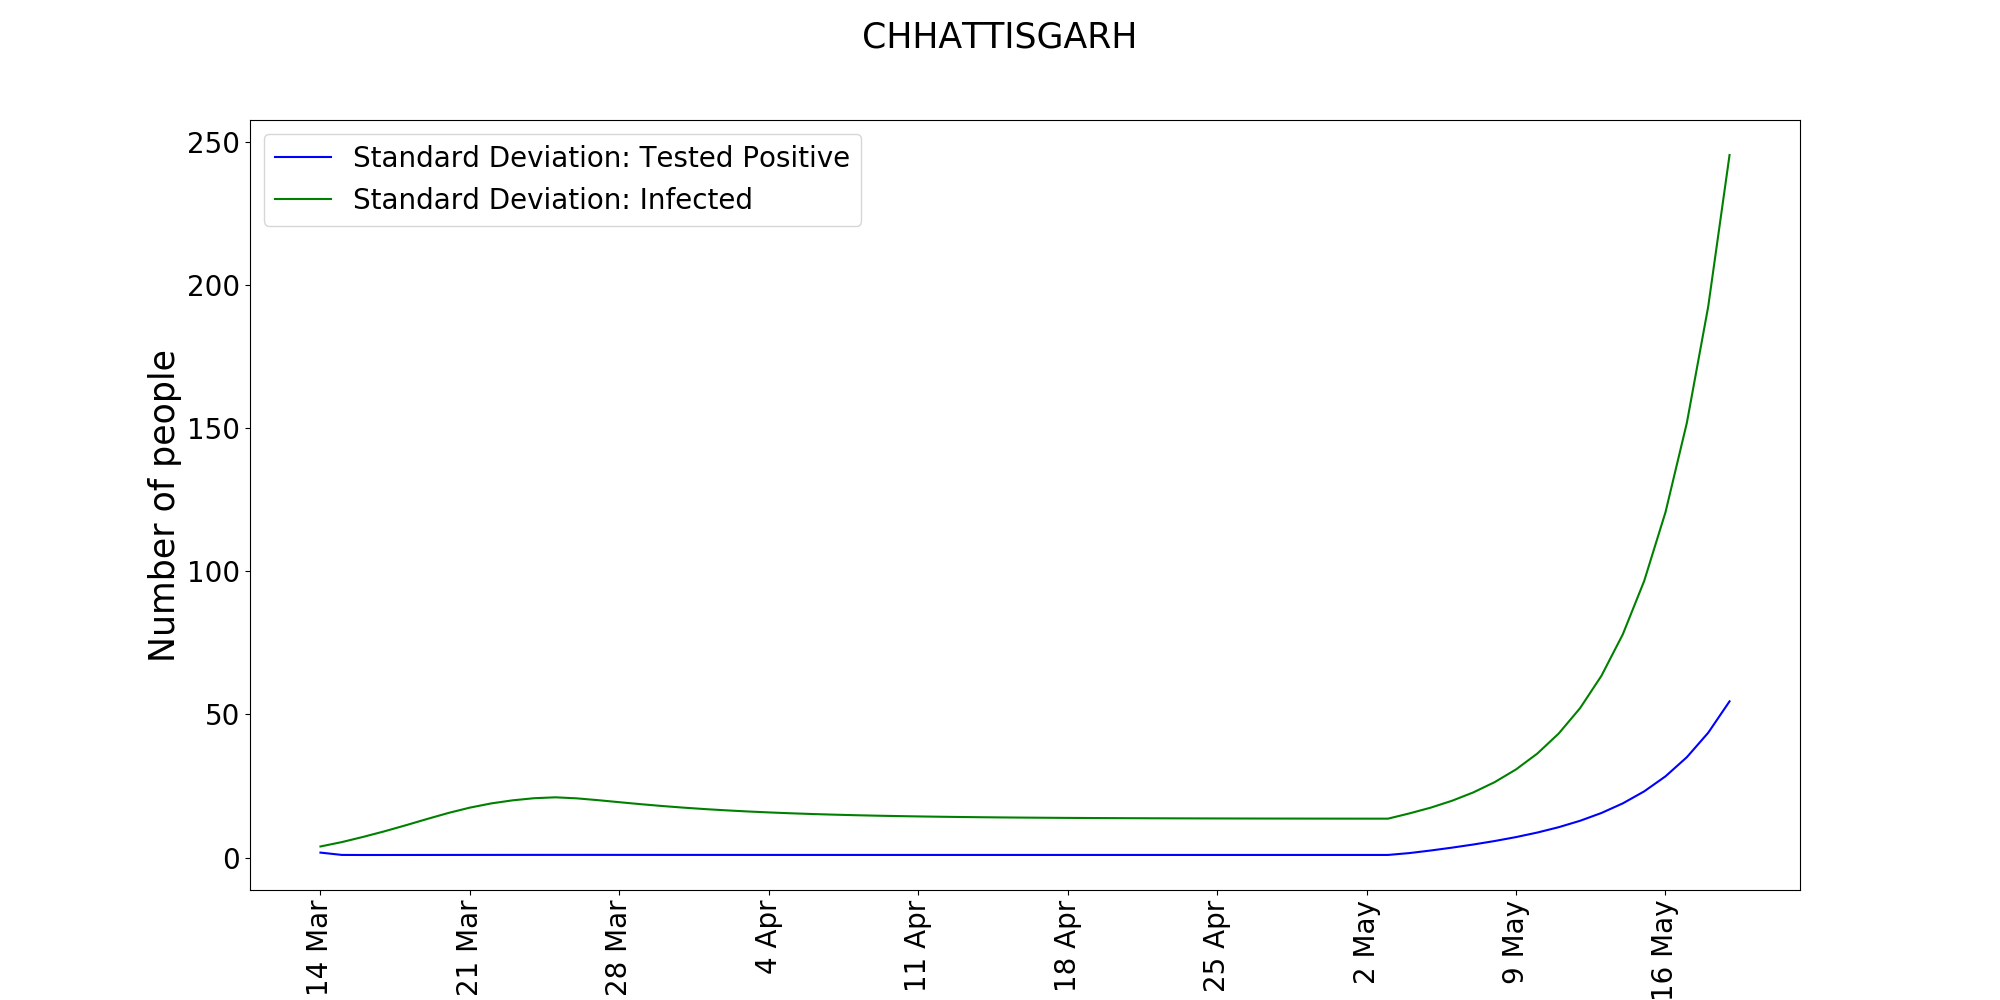 CHHATTISGARH
250
200
150
100
50
0
Number of people
Standard Deviation: Tested Positive
Standard Deviation: Infected
14 Mar
21 Mar
28 Mar
4 Apr
11 Apr
18 Apr
25 Apr
2 May
9 May
16 May